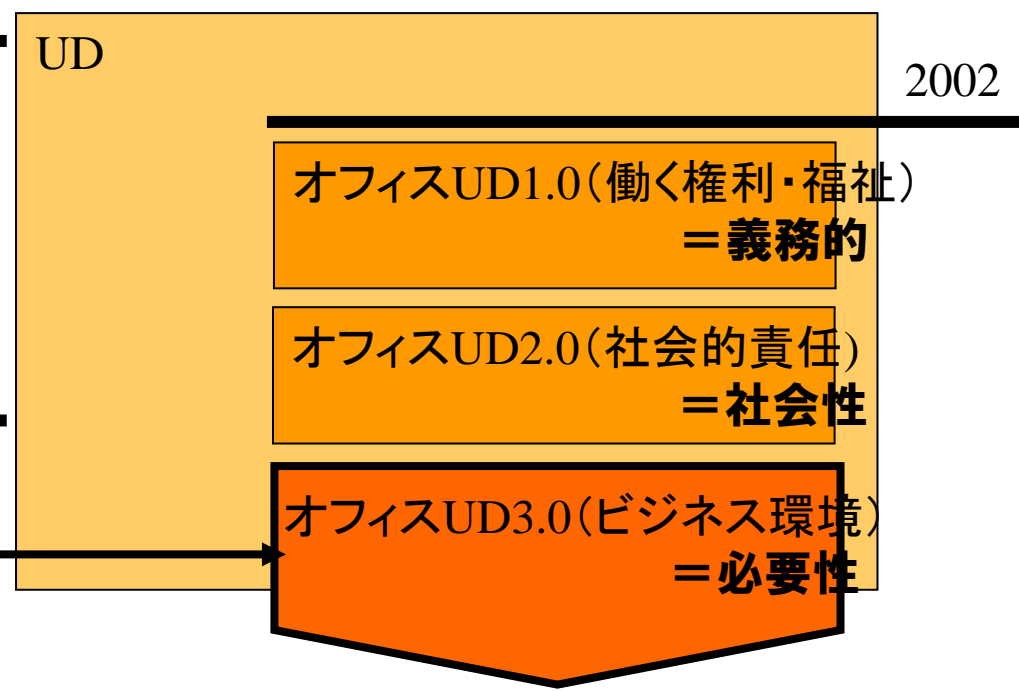 UD
2002
オフィスUD1.0(働く権利・福祉)
＝義務的
オフィスUD2.0(社会的責任)
＝社会性
オフィスUD3.0(ビジネス環境)
＝必要性